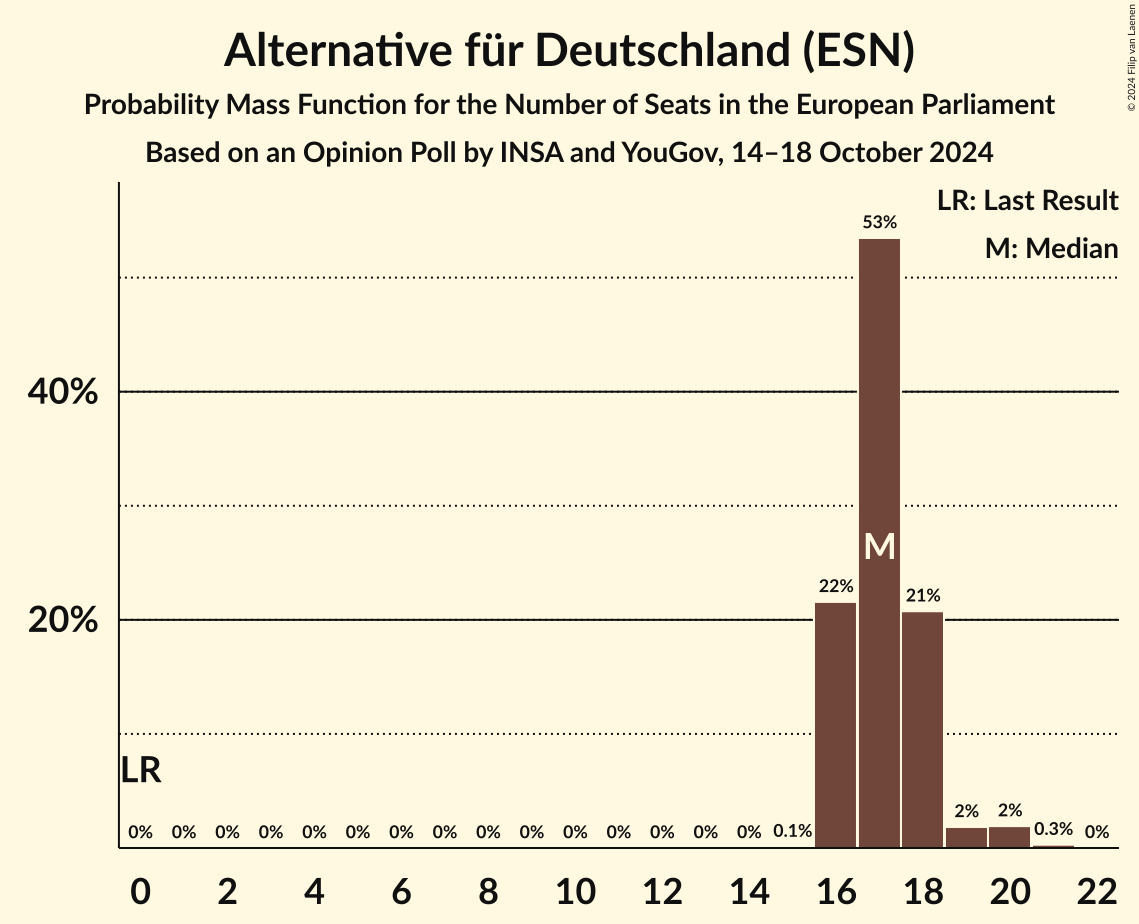 Alternative für Deutschland (ESN)
Probability Mass Function for the Number of Seats in the European Parliament
Based on an Opinion Poll by INSA and YouGov, 14–18 October 2024
© 2024 Filip van Laenen
LR: Last Result
M: Median
53%
40%
M
22%
21%
20%
LR
0% 0% 0% 0% 0% 0% 0% 0% 0% 0% 0% 0% 0% 0% 0% 0.1% 2% 2% 0.3% 0%
0 2 4 6 8 10 12 14 16 18 20 22